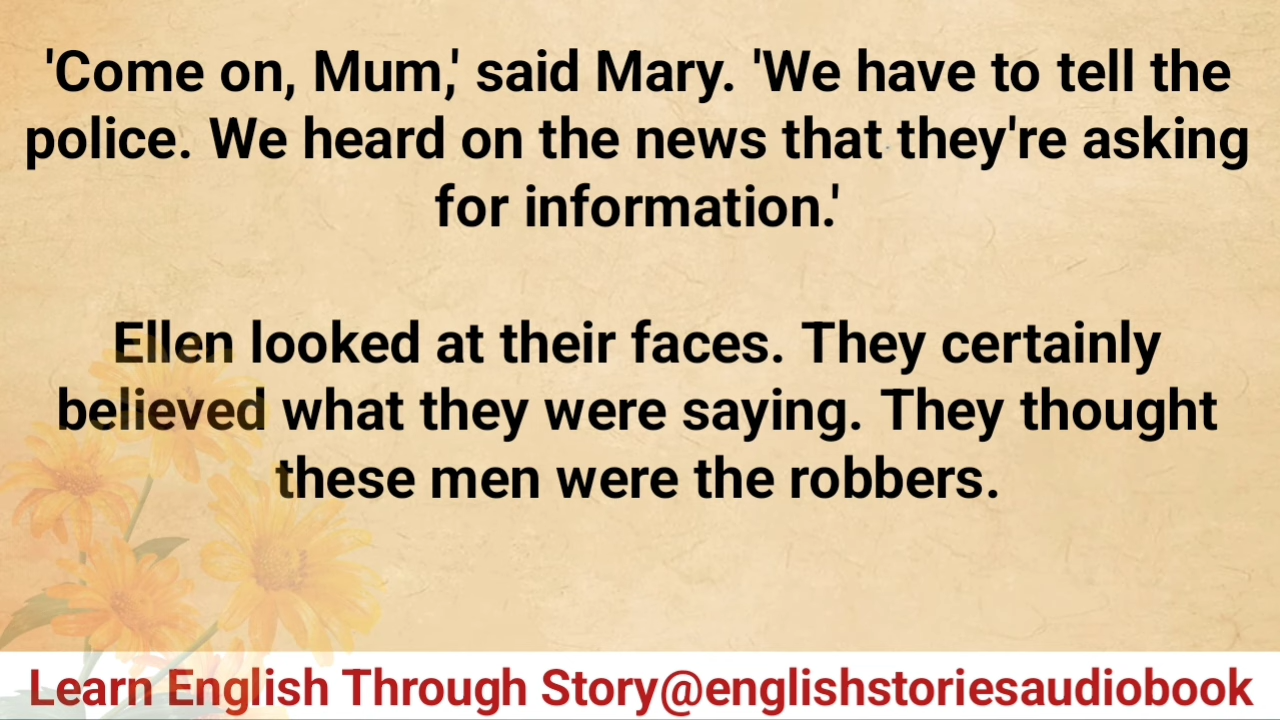 'Come on, Mum,' said Mary. 'We have to tell the
police. We heard on the news that they're asking
for information.'
Ellen looked at their faces. They certainly
believed what they were saying. They thought
these men were the robbers.
Learn English Through Story@englishstoriesaudiobook